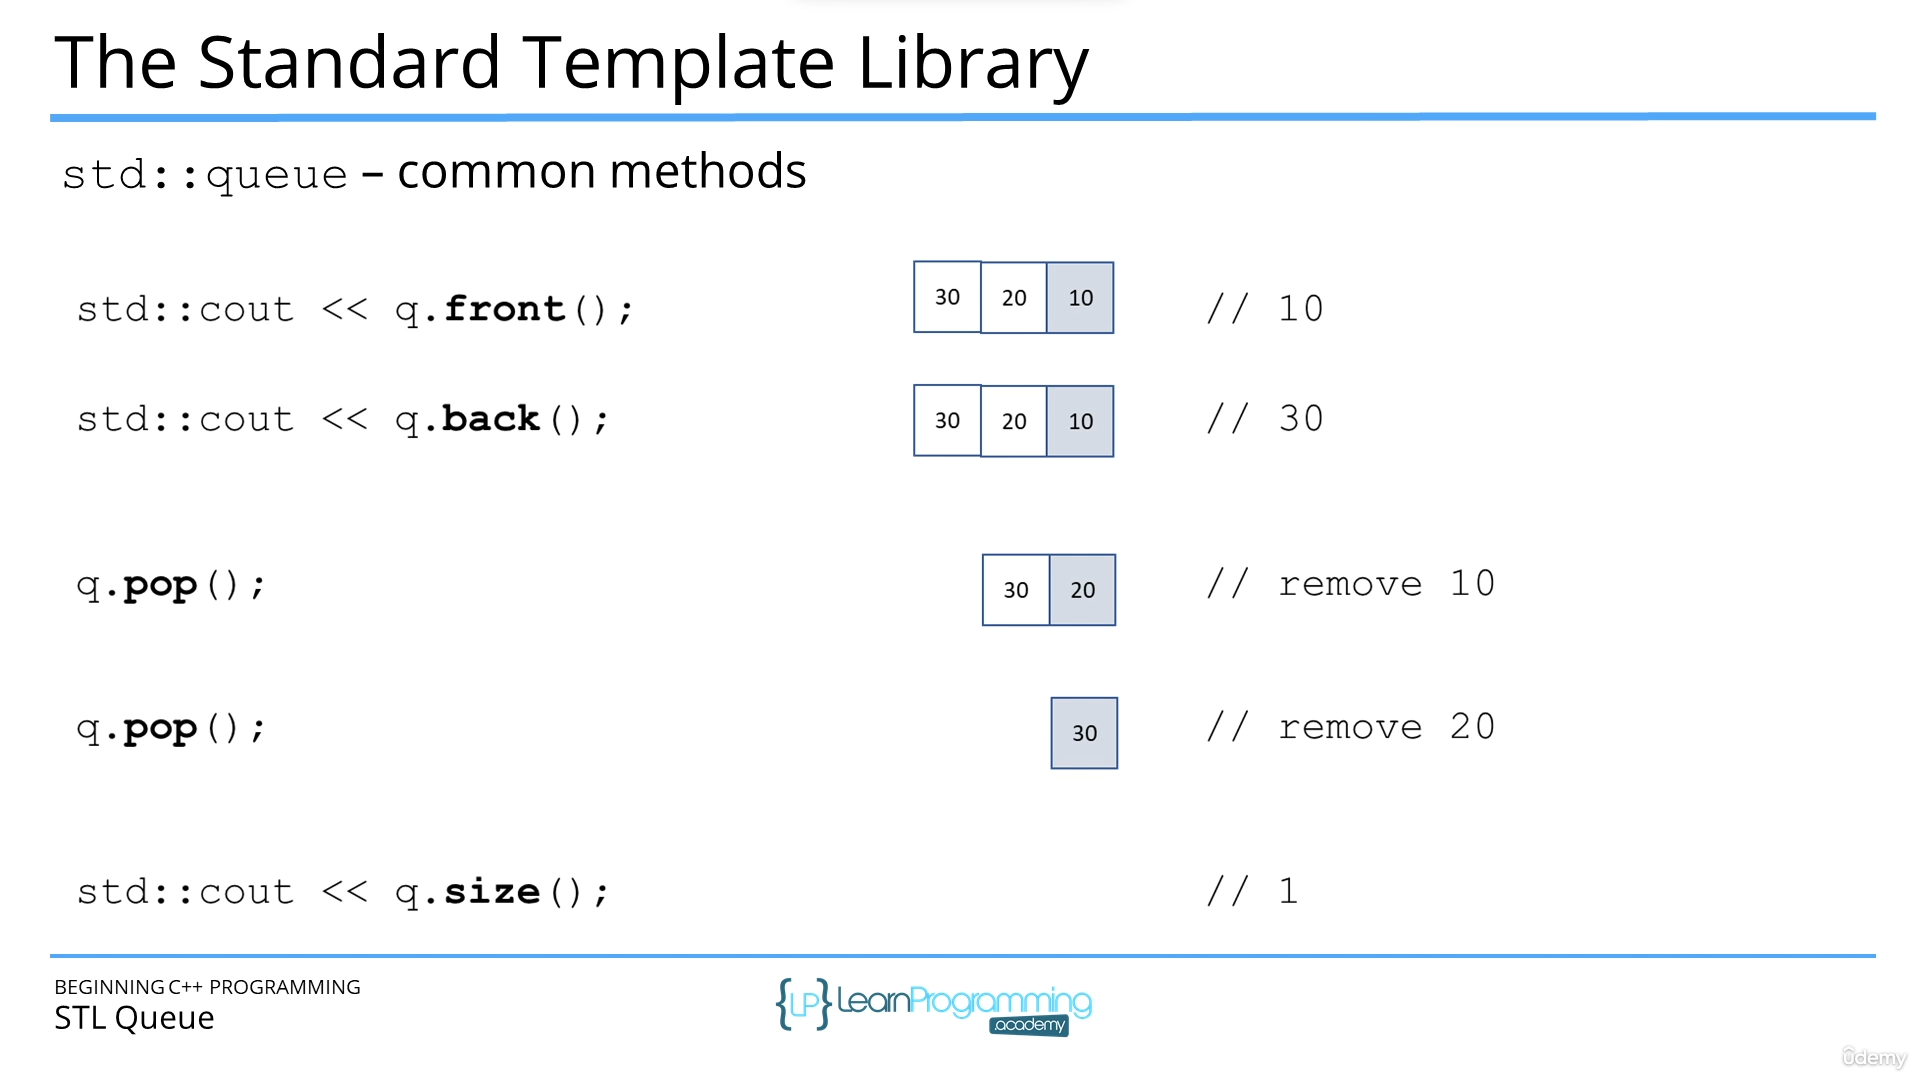 The Standard Template Library
std::queue – common methods
std::cout << q.front(); 30 20 10 // 10
std::cout << q.back(); 30 20 10 // 30
q.pop(); 30 20 // remove 10
q.pop(); 30 // remove 20
std::cout << q.size(); // 1
BEGINNING C++ PROGRAMMING
STL Queue
{LP} LearnProgramming
.academy
ûdemy